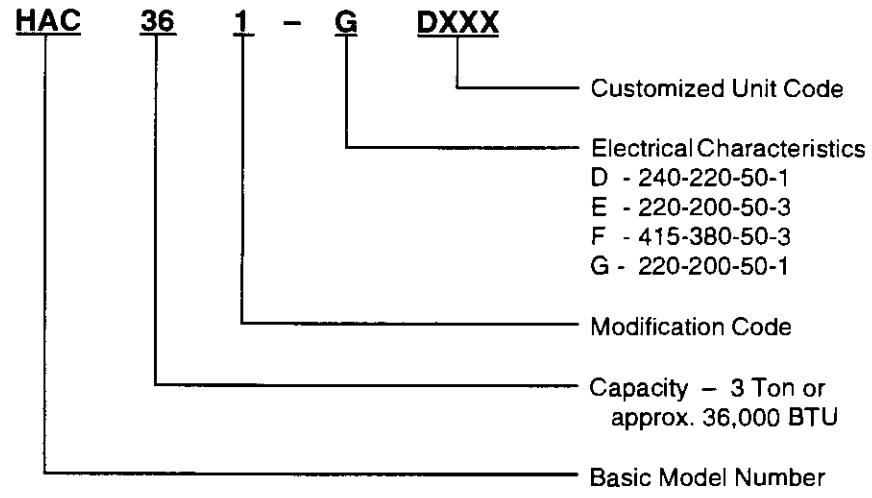 HAC 36 1 – G DXXX
Customized Unit Code
Electrical Characteristics
D - 240-220-50-1
E - 220-200-50-3
F - 415-380-50-3
G - 220-200-50-1
Modification Code
Capacity – 3 Ton or
approx. 36,000 BTU
Basic Model Number